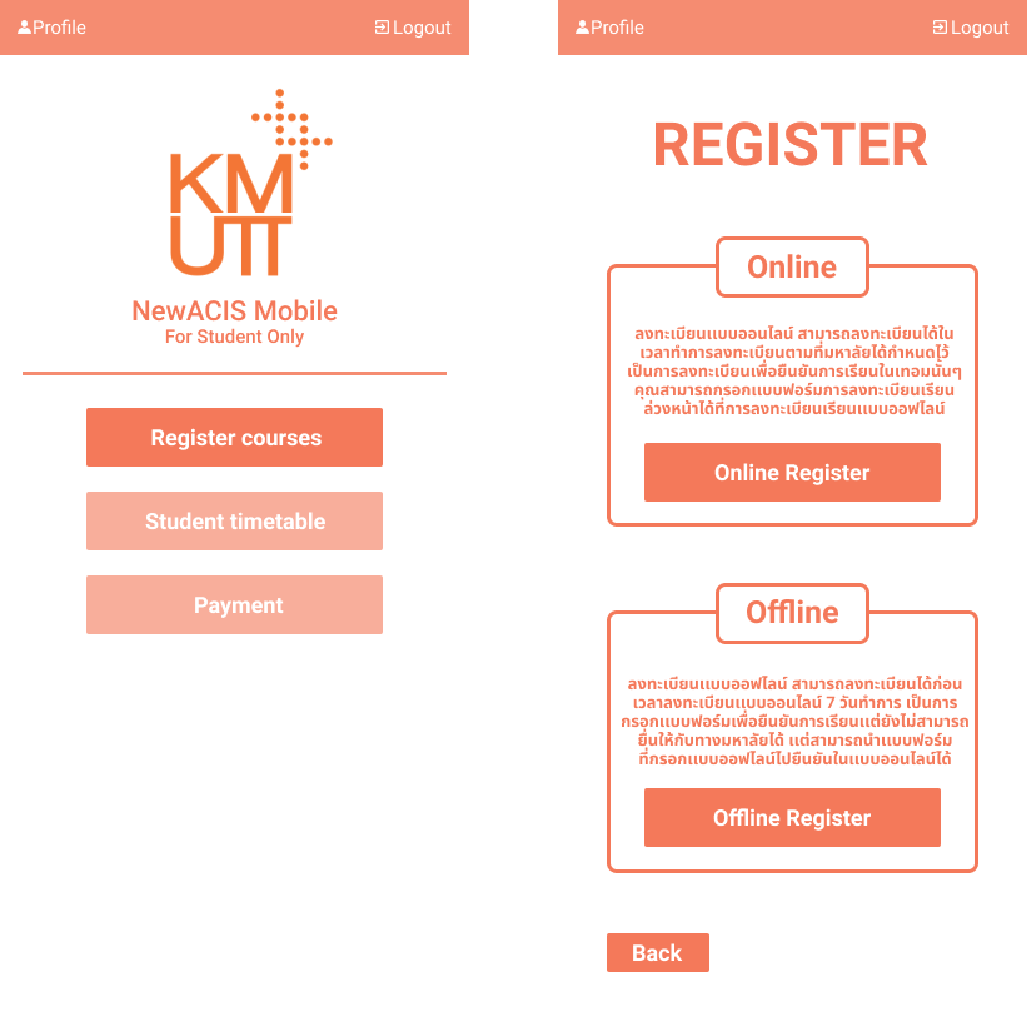 Profile
Logout
KM
UTT
NewACIS Mobile
For Student Only
Register courses
Student timetable
Payment
Profile
Logout
REGISTER
Online
ลงทะเบียนแบบออนไลน์ สามารถลงทะเบียนได้ใน
เวลาทำการลงทะเบียนตามที่มหาลัยได้กำหนดไว้
เป็นการลงทะเบียนเพื่อยืนยันการเรียนในเทอมนั้นๆ
คุณสามารถกรอกแบบฟอร์มการลงทะเบียนเรียน
ล่วงหน้าได้ที่การลงทะเบียนเรียนแบบออฟไลน์
Online Register
Offline
ลงทะเบียนแบบออฟไลน์ สามารถลงทะเบียนได้ก่อน
เวลาลงทะเบียนแบบออนไลน์ 7 วันทำการ เป็นการ
กรอกแบบฟอร์มเพื่อยืนยันการเรียนแต่ยังไม่สามารถ
ยื่นให้กับทางมหาลัยได้ แต่สามารถนำแบบฟอร์ม
ที่กรอกแบบออฟไลน์ไปยืนยันในแบบออนไลน์ได้
Offline Register
Back